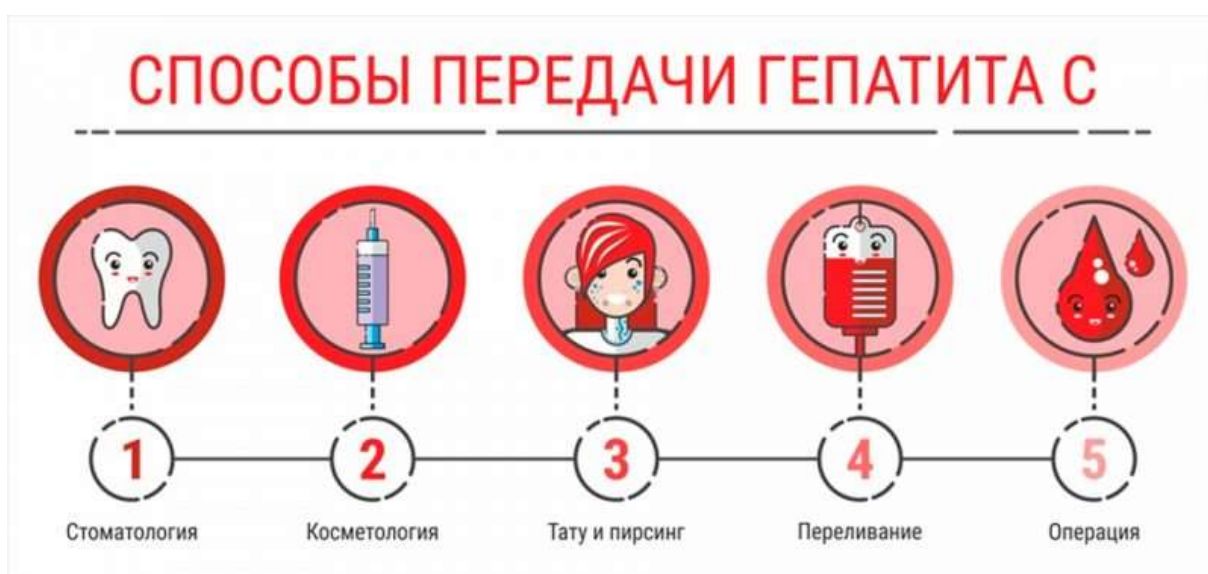 СПОСОБЫ ПЕРЕДАЧИ ГЕПАТИТА С
1
2
3
4
5
Стоматология
Косметология
Тату и пирсинг
Переливание
Операция